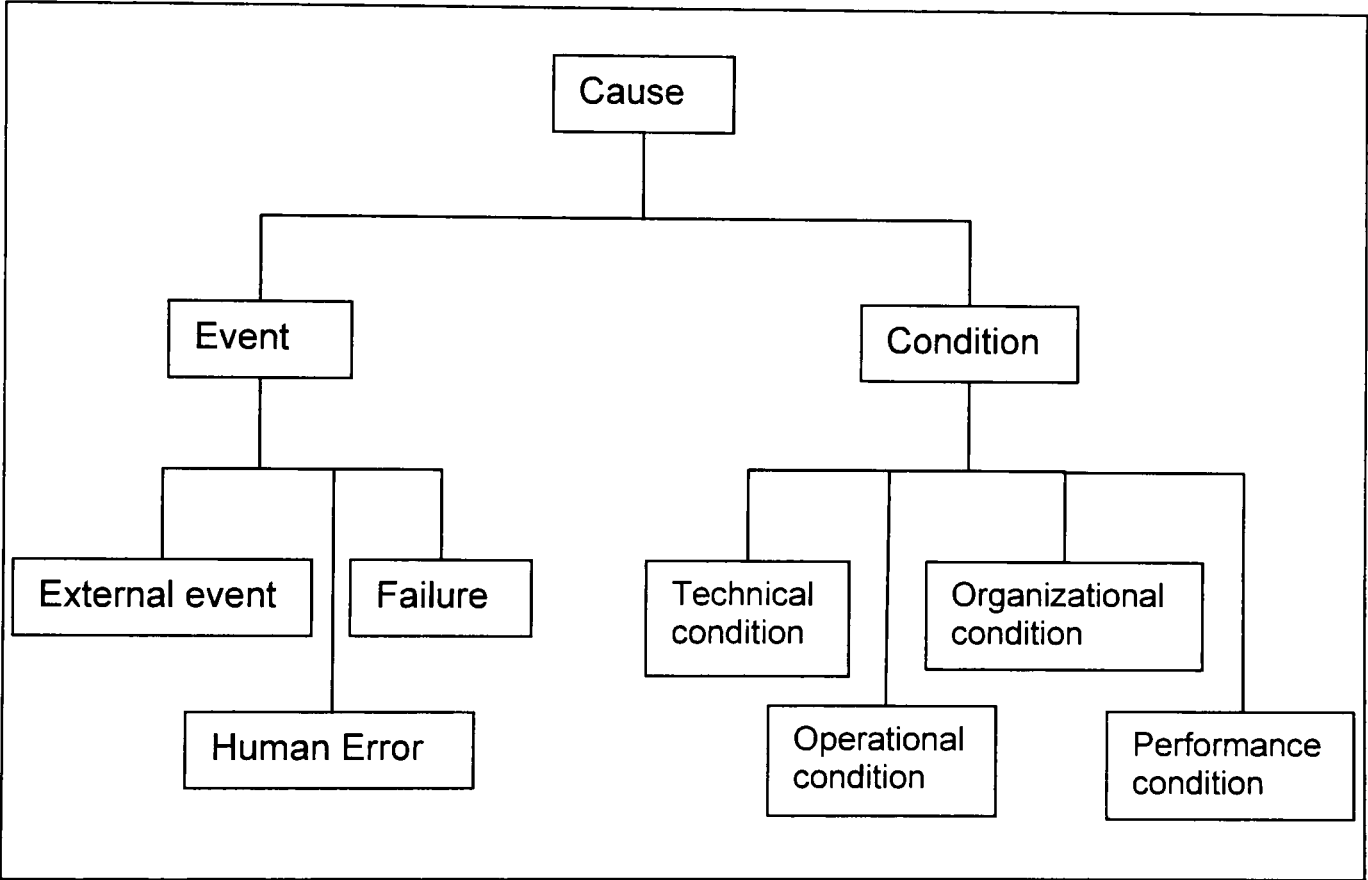 Cause
Event
Condition
External event
Failure
Technical
condition
Organizational
condition
Human Error
Operational
condition
Performance
condition